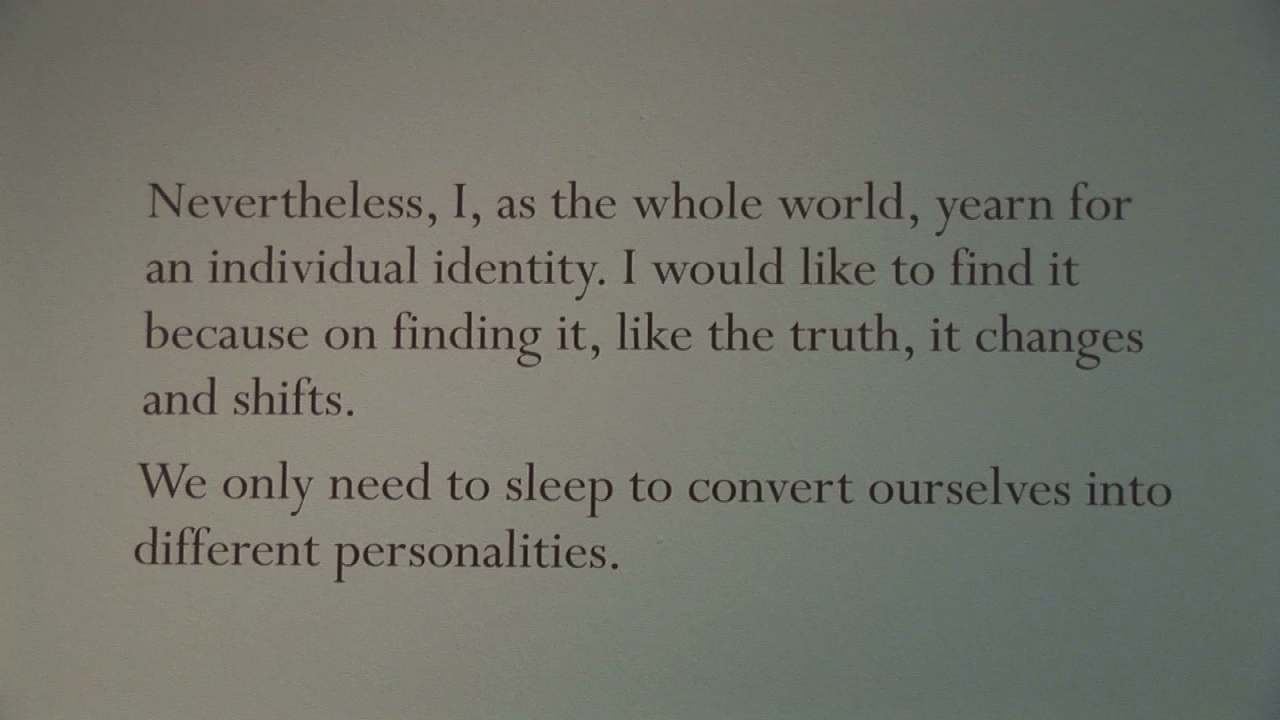 Nevertheless, I, as the whole world, yearn for
an individual identity. I would like to find it
because on finding it, like the truth, it changes
and shifts.
We only need to sleep to convert ourselves into
different personalities.